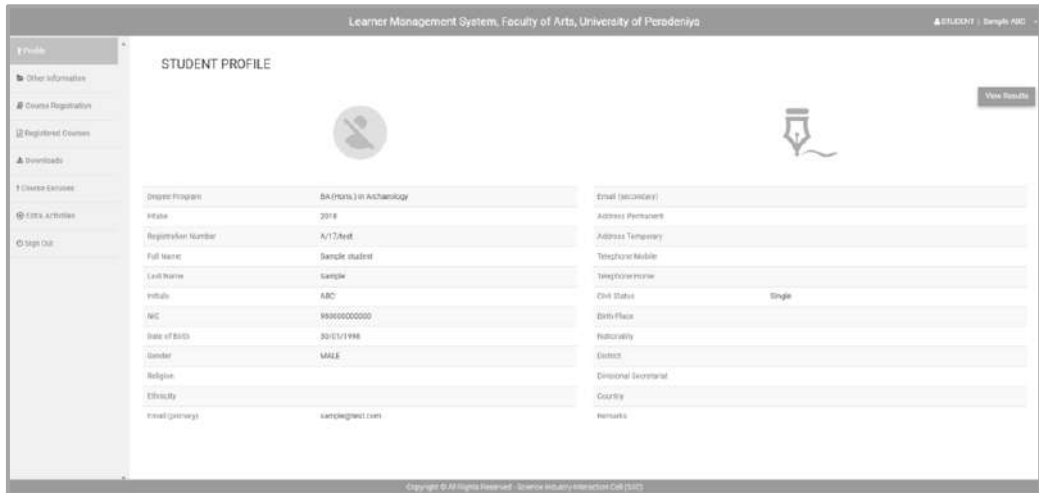 Learner Management System, Faculty of Arts, University of Peradeniya
STUDENT | Sample ABC
Profile
Other Information
Course Registration
Registered Courses
Downloads
Course Excuses
Extra Activities
Sign Out
STUDENT PROFILE
View Results
Degree Program BA (Hons.) in Archaeology
Intake 2018
Registration Number A/17/test
Full Name Sample student
Last Name Sample
Initials ABC
NIC
Date of Birth 30/01/1998
Gender MALE
Religion
Ethnicity
Email (primary) sample@test.com
Email (secondary)
Address Permanent
Address Temporary
Telephone Mobile
Telephone Home
Civil Status Single
Birth Place
Nationality
District
Divisional Secretariat
Country
Remarks
Copyright © All Rights Reserved - Science Industry Interaction Cell (SIIC)